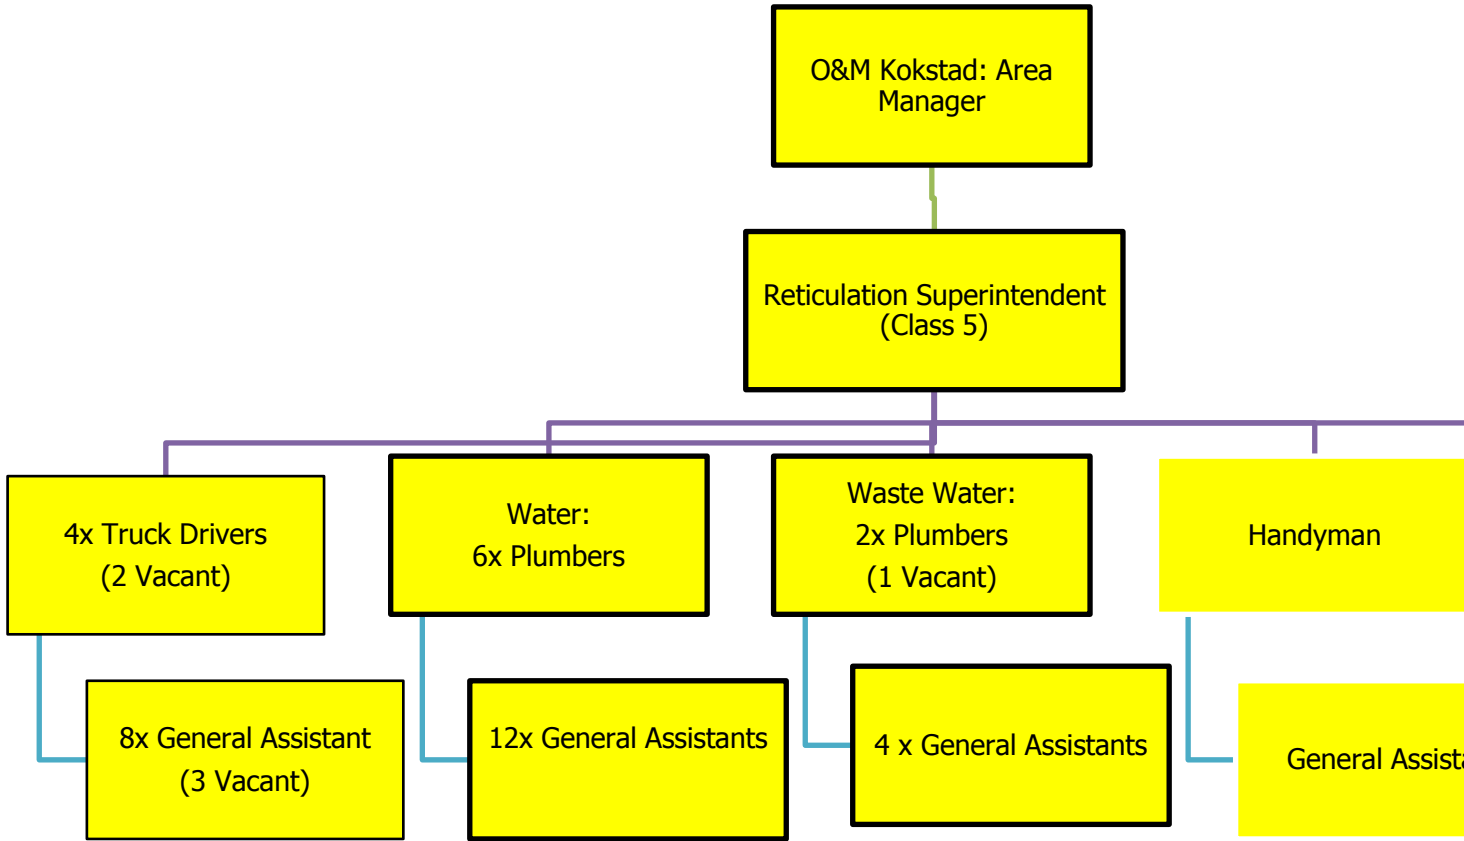 O&M Kokstad: Area
Manager
Reticulation Superintendent
(Class 5)
4x Truck Drivers
(2 Vacant)
Water:
6x Plumbers
Waste Water:
2x Plumbers
(1 Vacant)
Handyman
8x General Assistant
(3 Vacant)
12x General Assistants
4 x General Assistants
General